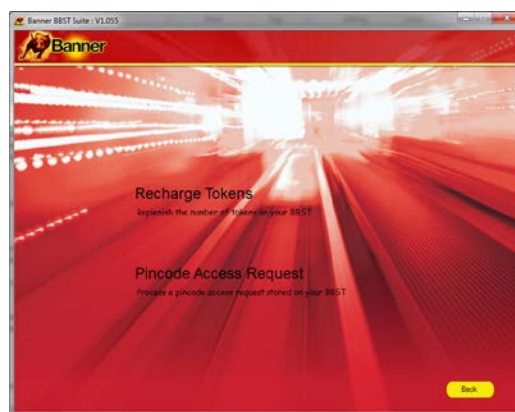 Banner BBST Suite : V1.055
Banner
Recharge Tokens
Replenish the number of tokens on your BBST
Pincode Access Request
Process a pincode access request stored on your BBST
Back